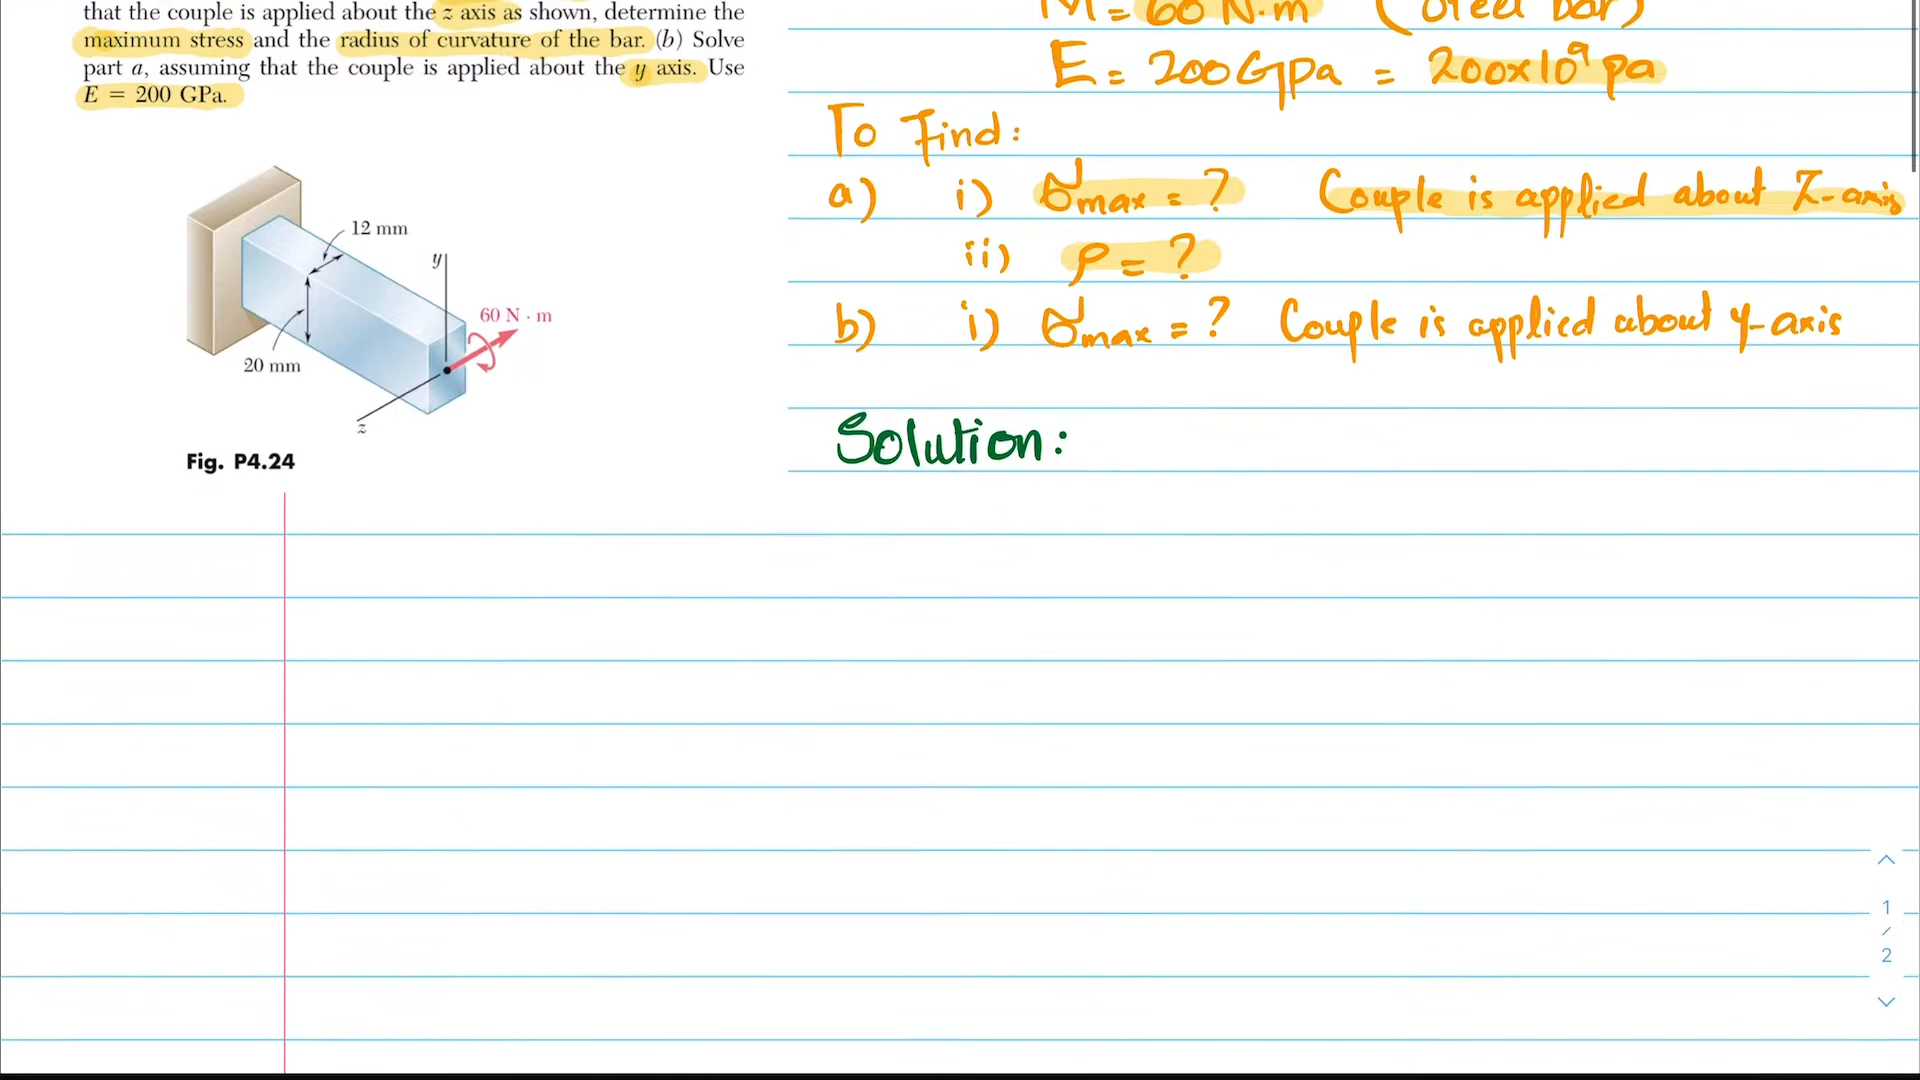 that the couple is applied about the z axis as shown, determine the
maximum stress and the radius of curvature of the bar. (b) Solve
part a, assuming that the couple is applied about the y axis. Use
E = 200 GPa.
12 mm
y
60 N · m
20 mm
z
Fig. P4.24
M = 60 N.m (Steel bar)
E = 200 Gpa = 200x10⁹ pa
To Find:
a) i) σmax = ? Couple is applied about Z-axis
ii) ρ = ?
b) i) σmax = ? Couple is applied about y-axis
Solution:
1
/
2